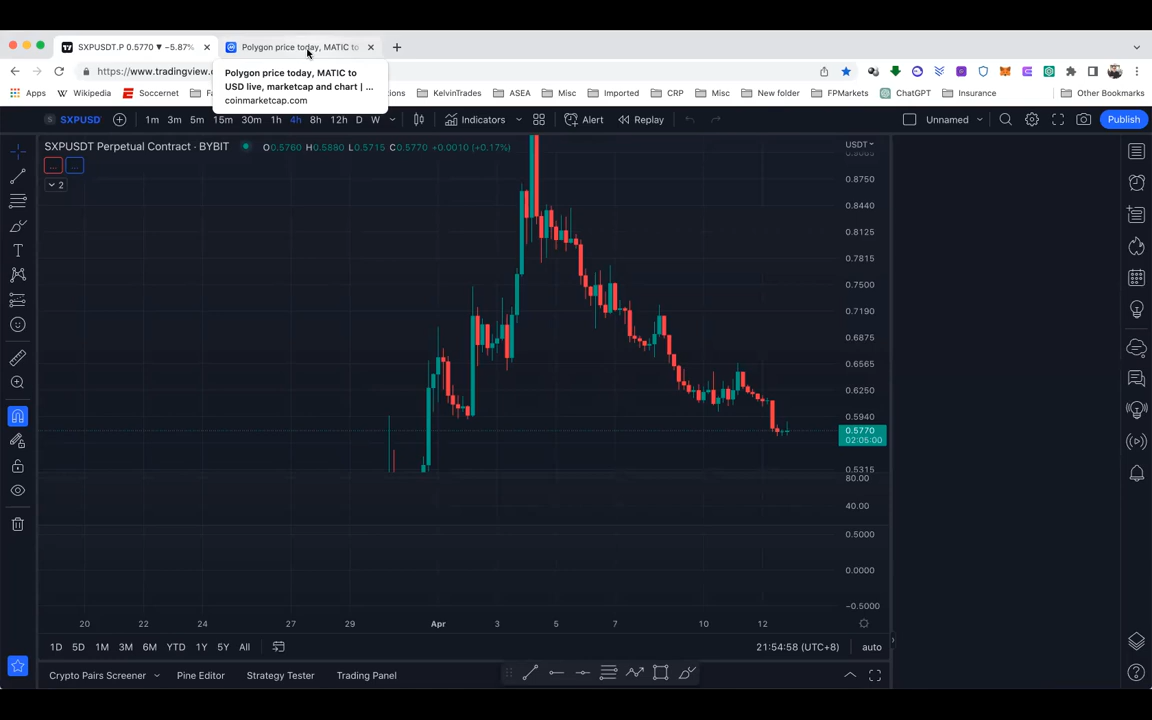 SXPUSDT.P 0.5770 ▼ −5.87%
Polygon price today, MATIC to
https://www.tradingview.
Polygon price today, MATIC to
USD live, marketcap and chart | ...
coinmarketcap.com
Apps
Wikipedia
Soccernet
KelvinTrades
ASEA
Misc
Imported
CRP
Misc
New folder
FPMarkets
ChatGPT
Insurance
Other Bookmarks
SXPUSD
1m 3m 5m 15m 30m 1h 4h 8h 12h D W
Indicators
Alert
Replay
Unnamed
Publish
SXPUSDT Perpetual Contract · BYBIT
O0.5760 H0.5880 L0.5715 C0.5770 +0.0010 (+0.17%)
USDT
... ...
2
0.8750
0.8440
0.8125
0.7815
0.7500
0.7190
0.6875
0.6565
0.6250
0.5940
0.5770
02:05:00
0.5315
80.00
40.00
0.5000
0.0000
−0.5000
20 22 24 27 29 Apr 3 5 7 10 12
1D 5D 1M 3M 6M YTD 1Y 5Y All
21:54:58 (UTC+8)
auto
Crypto Pairs Screener
Pine Editor
Strategy Tester
Trading Panel